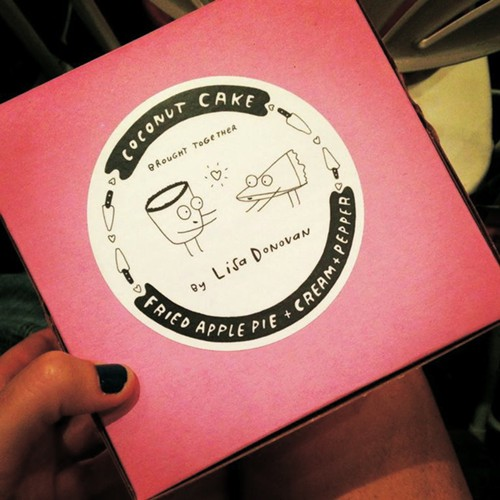 COCONUT CAKE
BROUGHT TOGETHER
BY LISA DONOVAN
FRIED APPLE PIE + CREAM + PEPPER